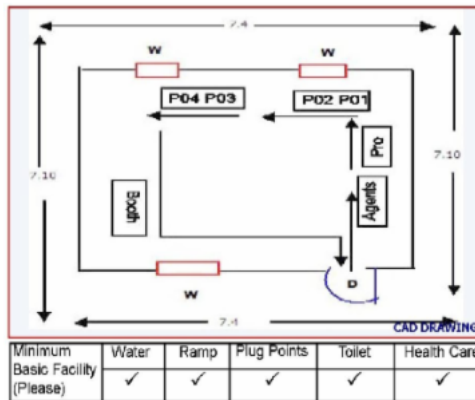 7.4
W W
P04 P03 P02 P01
7.10 7.10
Pro
Agents
Booth
D
W
7.4
CAD DRAWING
Minimum Basic Facility (Please) Water Ramp Plug Points Toilet Health Care
✓ ✓ ✓ ✓ ✓